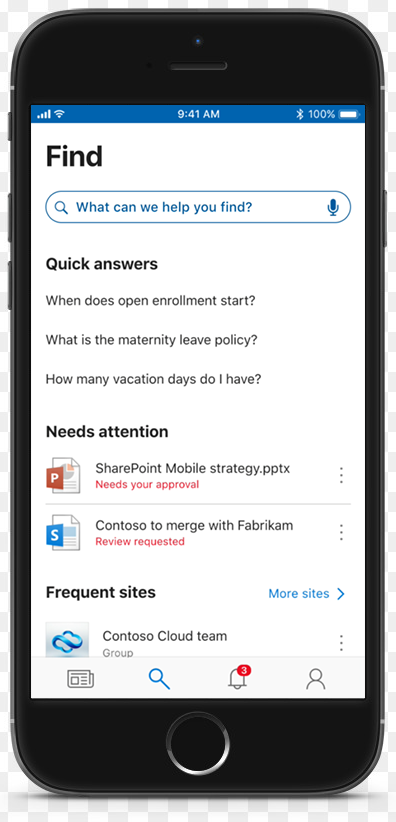 9:41 AM 100%
Find
What can we help you find?
Quick answers
When does open enrollment start?
What is the maternity leave policy?
How many vacation days do I have?
Needs attention
P SharePoint Mobile strategy.pptx
Needs your approval
S Contoso to merge with Fabrikam
Review requested
Frequent sites More sites
Contoso Cloud team
Group
3